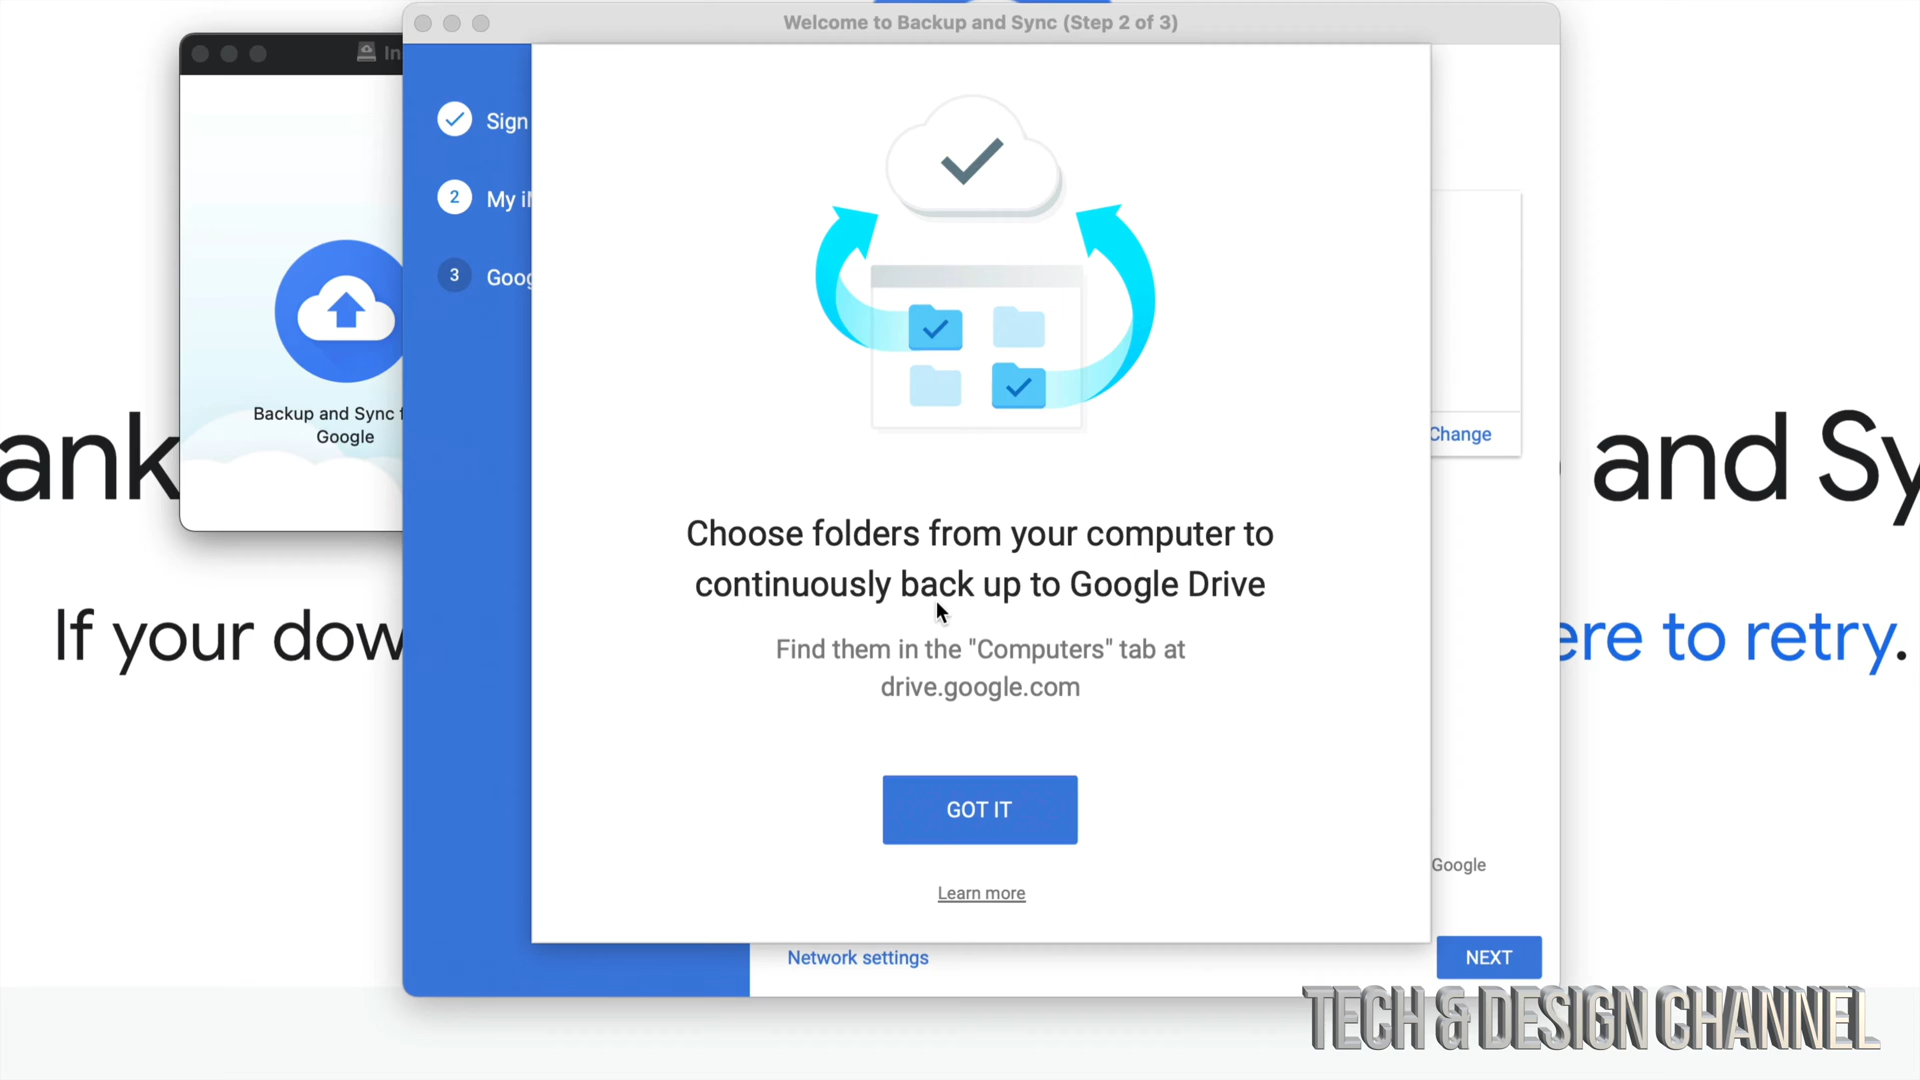 Welcome to Backup and Sync (Step 2 of 3)
In
Sign
2 My i
3 Goog
Backup and Sync f
Google
Change
ank
and Sy
Choose folders from your computer to
continuously back up to Google Drive
If your dow
ere to retry.
Find them in the "Computers" tab at
drive.google.com
GOT IT
Google
Learn more
Network settings
NEXT
TECH & DESIGN CHANNEL